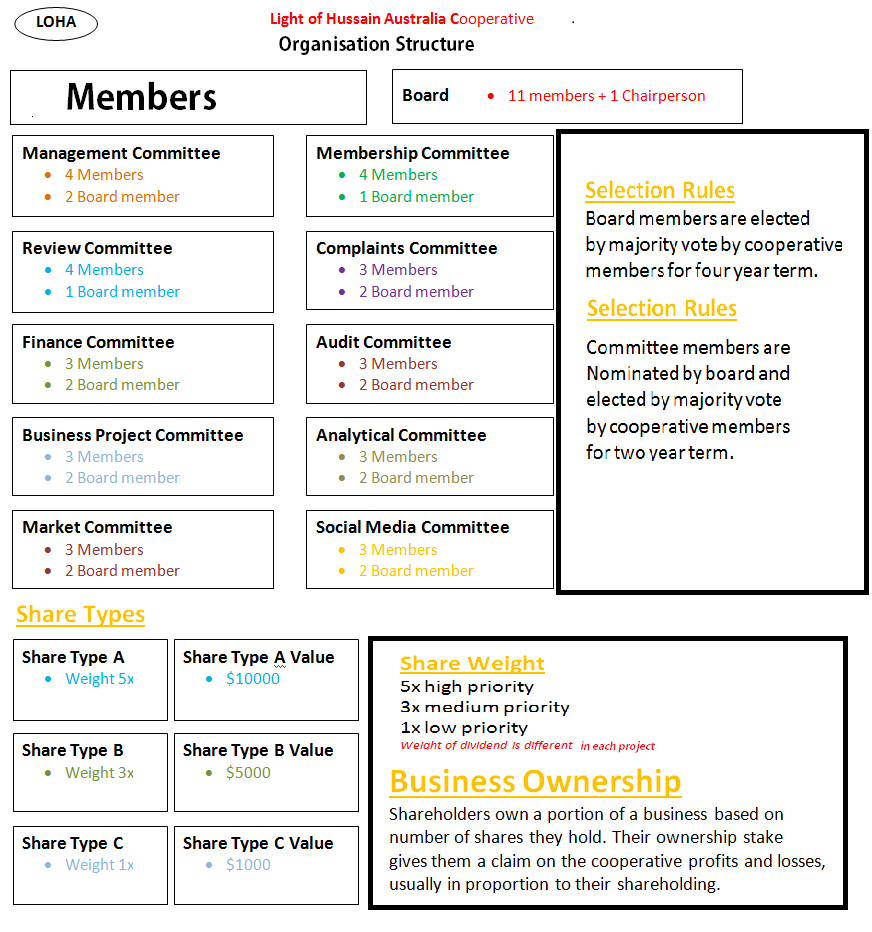 LOHA
Light of Hussain Australia Cooperative
Organisation Structure
Members
Board
• 11 members + 1 Chairperson
Management Committee
• 4 Members
• 2 Board member
Membership Committee
• 4 Members
• 1 Board member
Review Committee
• 4 Members
• 1 Board member
Complaints Committee
• 3 Members
• 2 Board member
Finance Committee
• 3 Members
• 2 Board member
Audit Committee
• 3 Members
• 2 Board member
Business Project Committee
• 3 Members
• 2 Board member
Analytical Committee
• 3 Members
• 2 Board member
Market Committee
• 3 Members
• 2 Board member
Social Media Committee
• 3 Members
• 2 Board member
Selection Rules
Board members are elected
by majority vote by cooperative
members for four year term.
Selection Rules
Committee members are
Nominated by board and
elected by majority vote
by cooperative members
for two year term.
Share Types
Share Type A
• Weight 5x
Share Type A Value
• $10000
Share Type B
• Weight 3x
Share Type B Value
• $5000
Share Type C
• Weight 1x
Share Type C Value
• $1000
Share Weight
5x high priority
3x medium priority
1x low priority
Weight of dividend is different in each project
Business Ownership
Shareholders own a portion of a business based on
number of shares they hold. Their ownership stake
gives them a claim on the cooperative profits and losses,
usually in proportion to their shareholding.